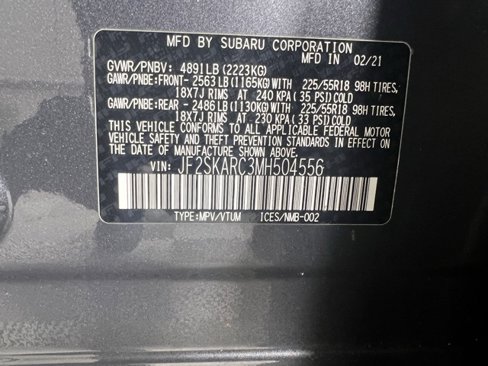 MFD BY SUBARU CORPORATION
MFD IN 02/21
GVWR/PNBV: 4891LB (2223KG)
GAWR/PNBE:FRONT- 2563LB (1165KG)WITH 225/55R18 98H TIRES,
18X7J RIMS AT 240 KPA (35 PSI)COLD
GAWR/PNBE:REAR - 2486LB (1130KG)WITH 225/55R18 98H TIRES,
18X7J RIMS AT 230 KPA (33 PSI)COLD
THIS VEHICLE CONFORMS TO ALL APPLICABLE FEDERAL MOTOR
VEHICLE SAFETY, BUMPER, AND THEFT PREVENTION STANDARDS IN EFFECT
ON THE DATE OF MANUFACTURE SHOWN ABOVE.
VIN: JF2SKARC3MH504556
TYPE:MPV/VTUM ICES/NMB-002